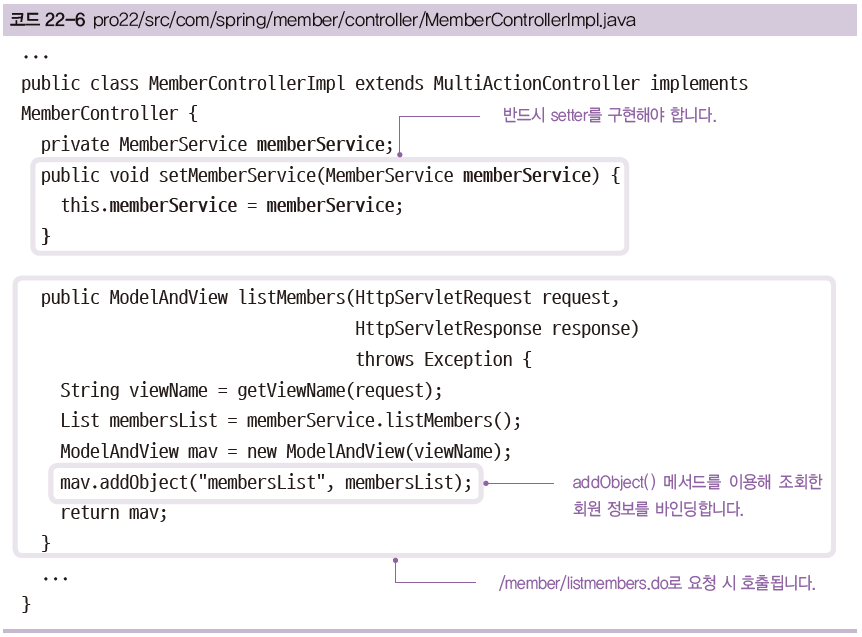 코드 22-6 pro22/src/com/spring/member/controller/MemberControllerImpl.java
...
public class MemberControllerImpl extends MultiActionController implements
MemberController {
반드시 setter를 구현해야 합니다.
private MemberService memberService;
public void setMemberService(MemberService memberService) {
this.memberService = memberService;
}
public ModelAndView listMembers(HttpServletRequest request,
HttpServletResponse response)
throws Exception {
String viewName = getViewName(request);
List membersList = memberService.listMembers();
ModelAndView mav = new ModelAndView(viewName);
mav.addObject("membersList", membersList);
addObject() 메서드를 이용해 조회한
회원 정보를 바인딩합니다.
return mav;
}
...
/member/listmembers.do로 요청 시 호출됩니다.
}